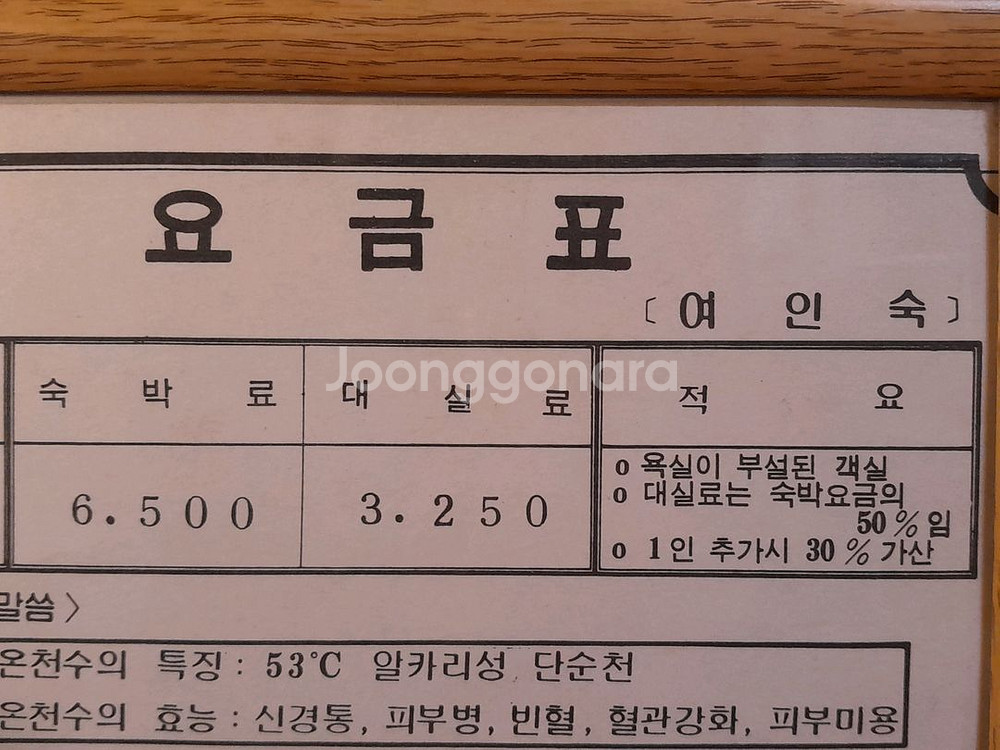 요 금 표
〔여 인 숙〕
숙 박 료 대 실 료 적 요
6.500 3.250
o 욕실이 부설된 객실
o 대실료는 숙박요금의
50%임
o 1인 추가시 30%가산
말씀〉
온천수의 특징: 53℃ 알카리성 단순천
온천수의 효능: 신경통, 피부병, 빈혈, 혈관강화, 피부미용
Joonggonara